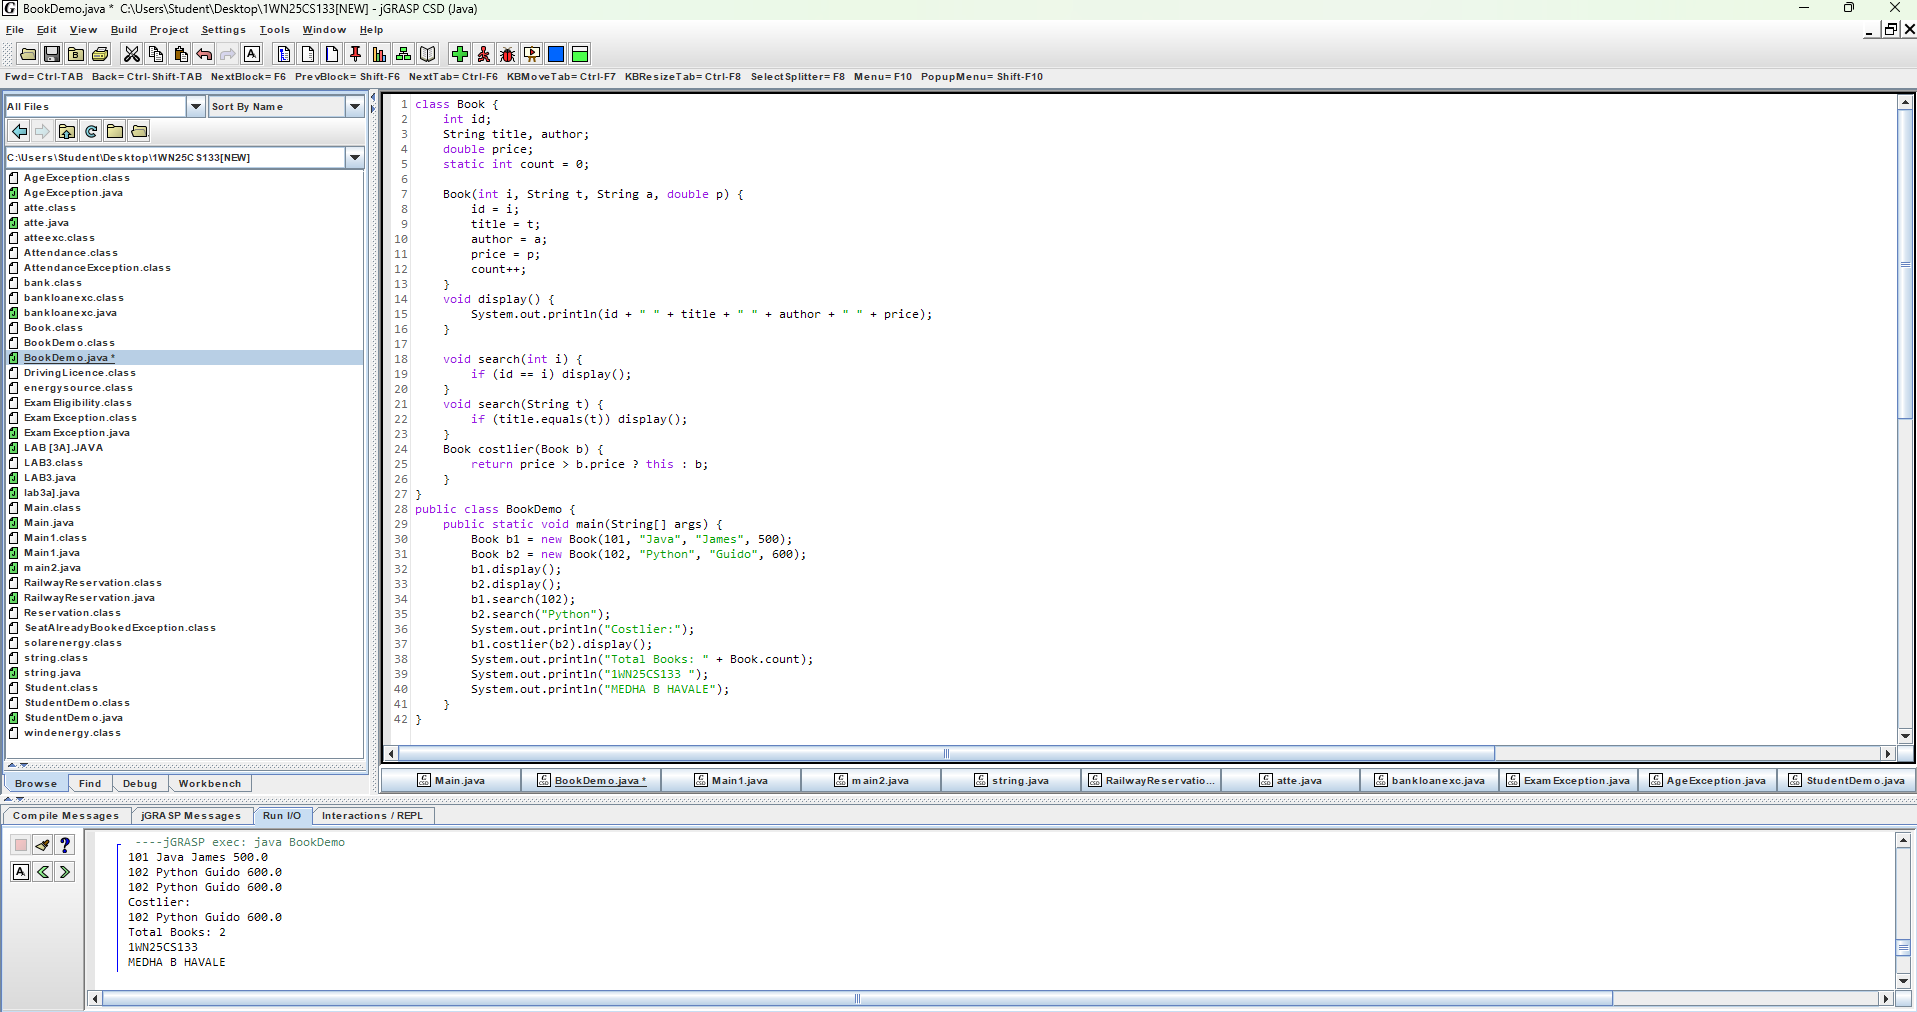 BookDemo.java *  C:\Users\Student\Desktop\1WN25CS133[NEW] - jGRASP CSD (Java)
File Edit View Build Project Settings Tools Window Help
Fwd=Ctrl-TAB Back=Ctrl-Shift-TAB NextBlock=F6 PrevBlock=Shift-F6 NextTab=Ctrl-F6 KBMoveTab=Ctrl-F7 KBResizeTab=Ctrl-F8 SelectSplitter=F8 Menu=F10 PopupMenu=Shift-F10
All Files Sort By Name
C:\Users\Student\Desktop\1WN25CS133[NEW]
AgeException.class
AgeException.java
atte.class
atte.java
atteexc.class
Attendance.class
AttendanceException.class
bank.class
bankloanexc.class
bankloanexc.java
Book.class
BookDemo.class
BookDemo.java *
DrivingLicence.class
energysource.class
ExamEligibility.class
ExamException.class
ExamException.java
LAB [3A].JAVA
LAB3.class
LAB3.java
lab3a].java
Main.class
Main.java
Main1.class
Main1.java
main2.java
RailwayReservation.class
RailwayReservation.java
Reservation.class
SeatAlreadyBookedException.class
solarenergy.class
string.class
string.java
Student.class
StudentDemo.class
StudentDemo.java
windenergy.class
Browse Find Debug Workbench
1 class Book {
2     int id;
3     String title, author;
4     double price;
5     static int count = 0;
6
7     Book(int i, String t, String a, double p) {
8         id = i;
9         title = t;
10         author = a;
11         price = p;
12         count++;
13     }
14     void display() {
15         System.out.println(id + " " + title + " " + author + " " + price);
16     }
17
18     void search(int i) {
19         if (id == i) display();
20     }
21     void search(String t) {
22         if (title.equals(t)) display();
23     }
24     Book costlier(Book b) {
25         return price > b.price ? this : b;
26     }
27 }
28 public class BookDemo {
29     public static void main(String[] args) {
30         Book b1 = new Book(101, "Java", "James", 500);
31         Book b2 = new Book(102, "Python", "Guido", 600);
32         b1.display();
33         b2.display();
34         b1.search(102);
35         b2.search("Python");
36         System.out.println("Costlier:");
37         b1.costlier(b2).display();
38         System.out.println("Total Books: " + Book.count);
39         System.out.println("1WN25CS133 ");
40         System.out.println("MEDHA B HAVALE");
41     }
42 }
Main.java BookDemo.java * Main1.java main2.java string.java RailwayReservatio... atte.java bankloanexc.java ExamException.java AgeException.java StudentDemo.java
Compile Messages jGRASP Messages Run I/O Interactions / REPL
----jGRASP exec: java BookDemo
101 Java James 500.0
102 Python Guido 600.0
102 Python Guido 600.0
Costlier:
102 Python Guido 600.0
Total Books: 2
1WN25CS133
MEDHA B HAVALE